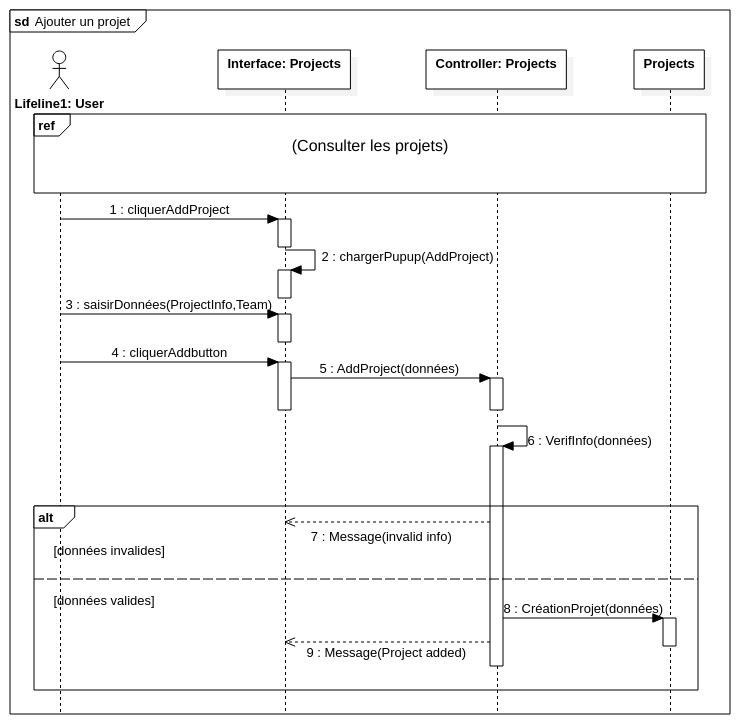 sd Ajouter un projet
Interface: Projects
Controller: Projects
Projects
Lifeline1: User
ref
(Consulter les projets)
1 : cliquerAddProject
2 : chargerPupup(AddProject)
3 : saisirDonnées(ProjectInfo,Team)
4 : cliquerAddbutton
5 : AddProject(données)
6 : VerifInfo(données)
alt
7 : Message(invalid info)
[données invalides]
[données valides]
8 : CréationProjet(données)
9 : Message(Project added)